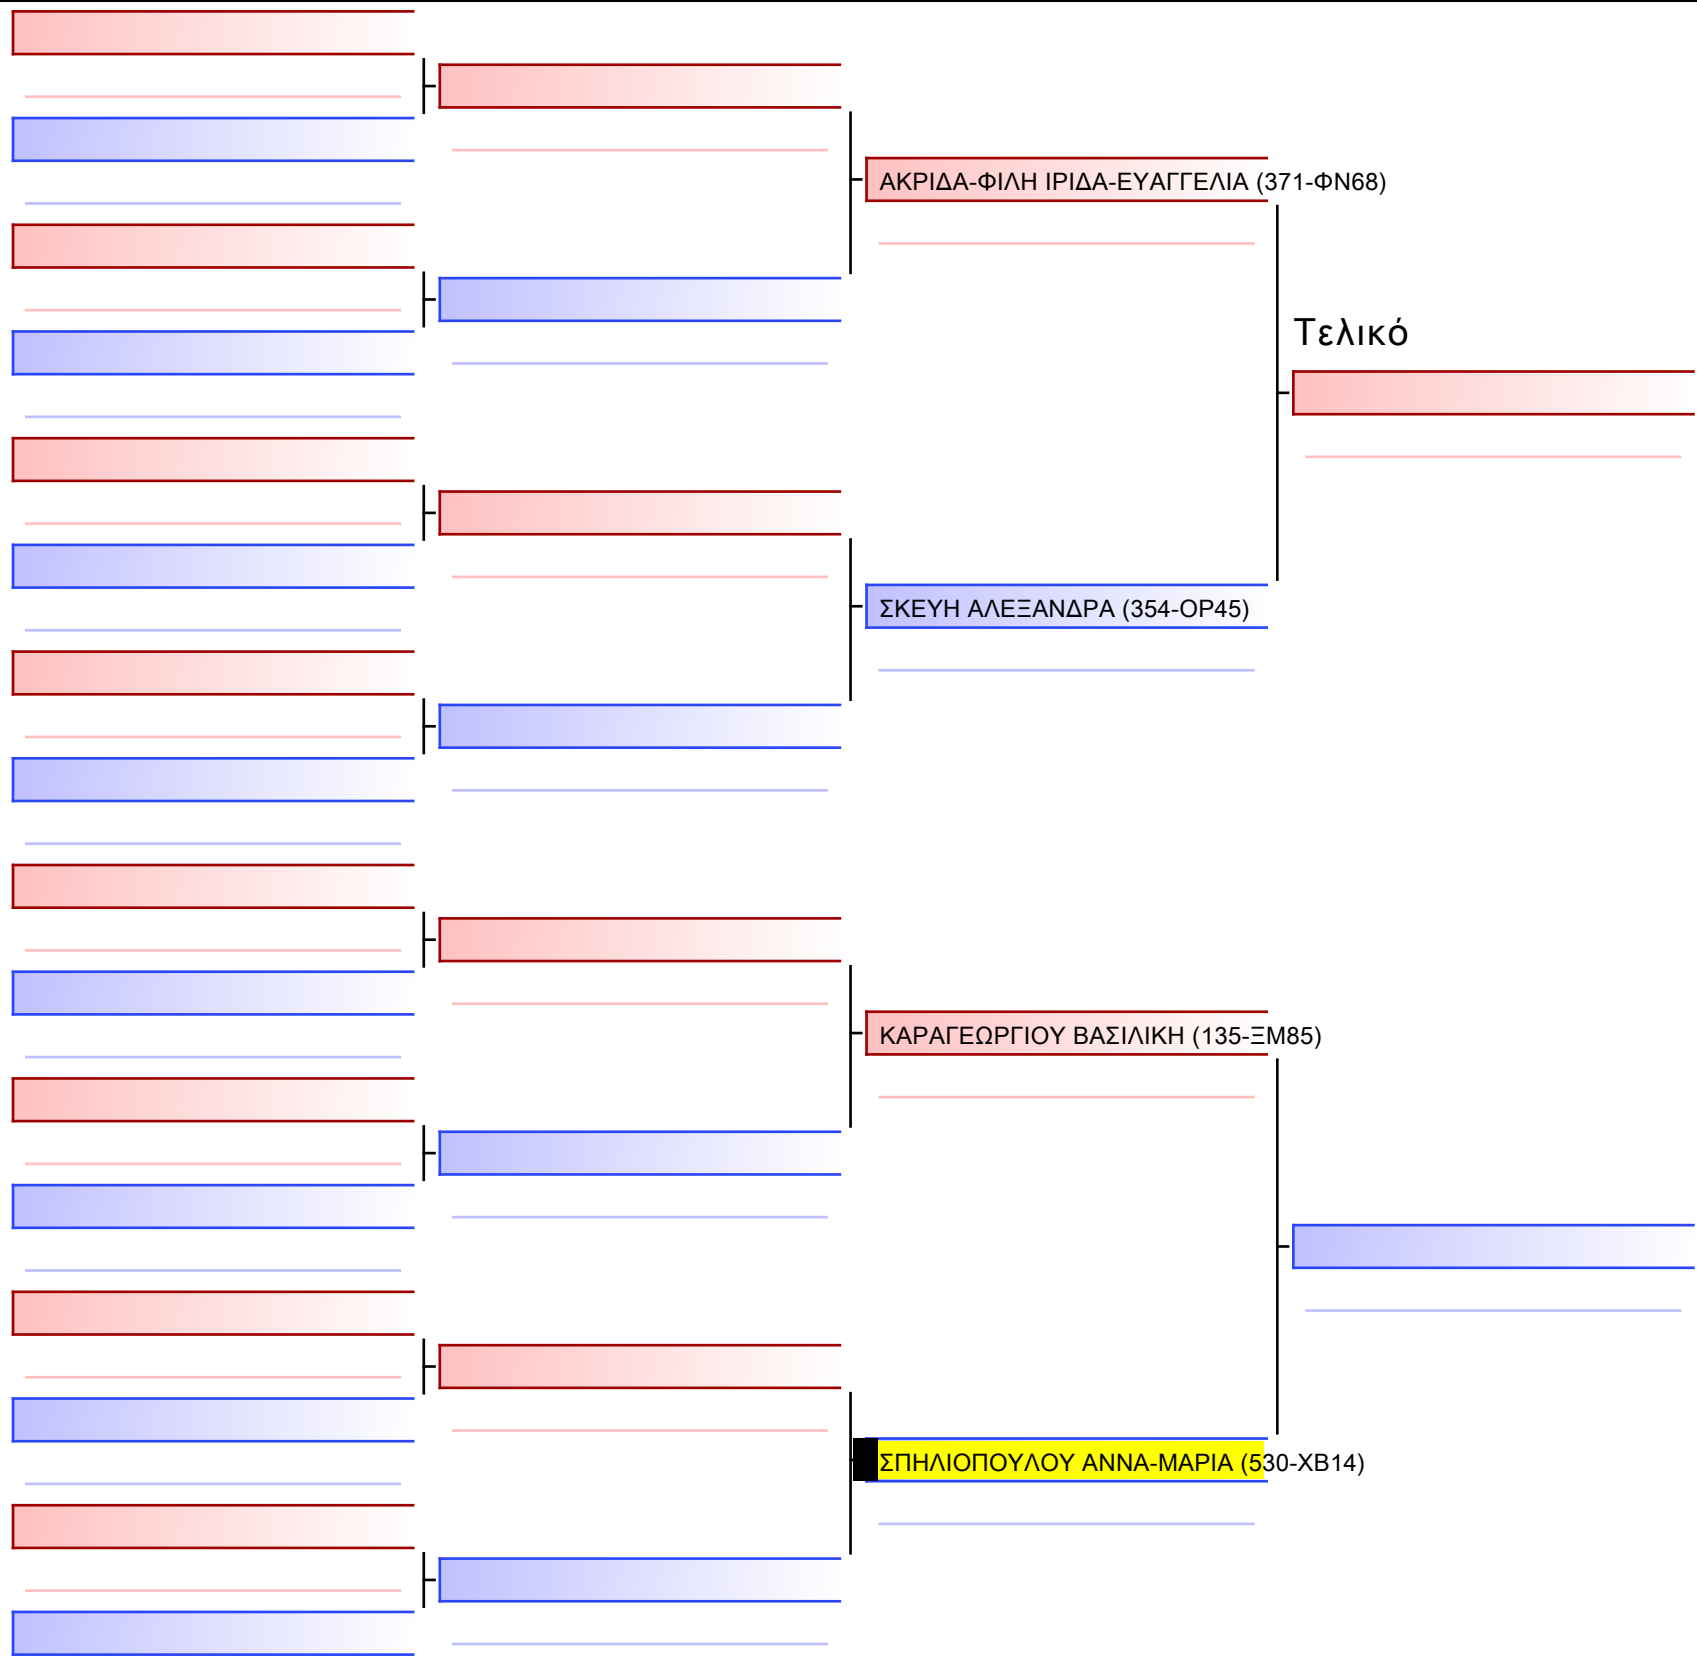 ΑΚΡΙΔΑ-ΦΙΛΗ ΙΡΙΔΑ-ΕΥΑΓΓΕΛΙΑ (371-ΦΝ68)
Τελικό
ΣΚΕΥΗ ΑΛΕΞΑΝΔΡΑ (354-ΟΡ45)
ΚΑΡΑΓΕΩΡΓΙΟΥ ΒΑΣΙΛΙΚΗ (135-ΞΜ85)
ΣΠΗΛΙΟΠΟΥΛΟΥ ΑΝΝΑ-ΜΑΡΙΑ (530-ΧΒ14)